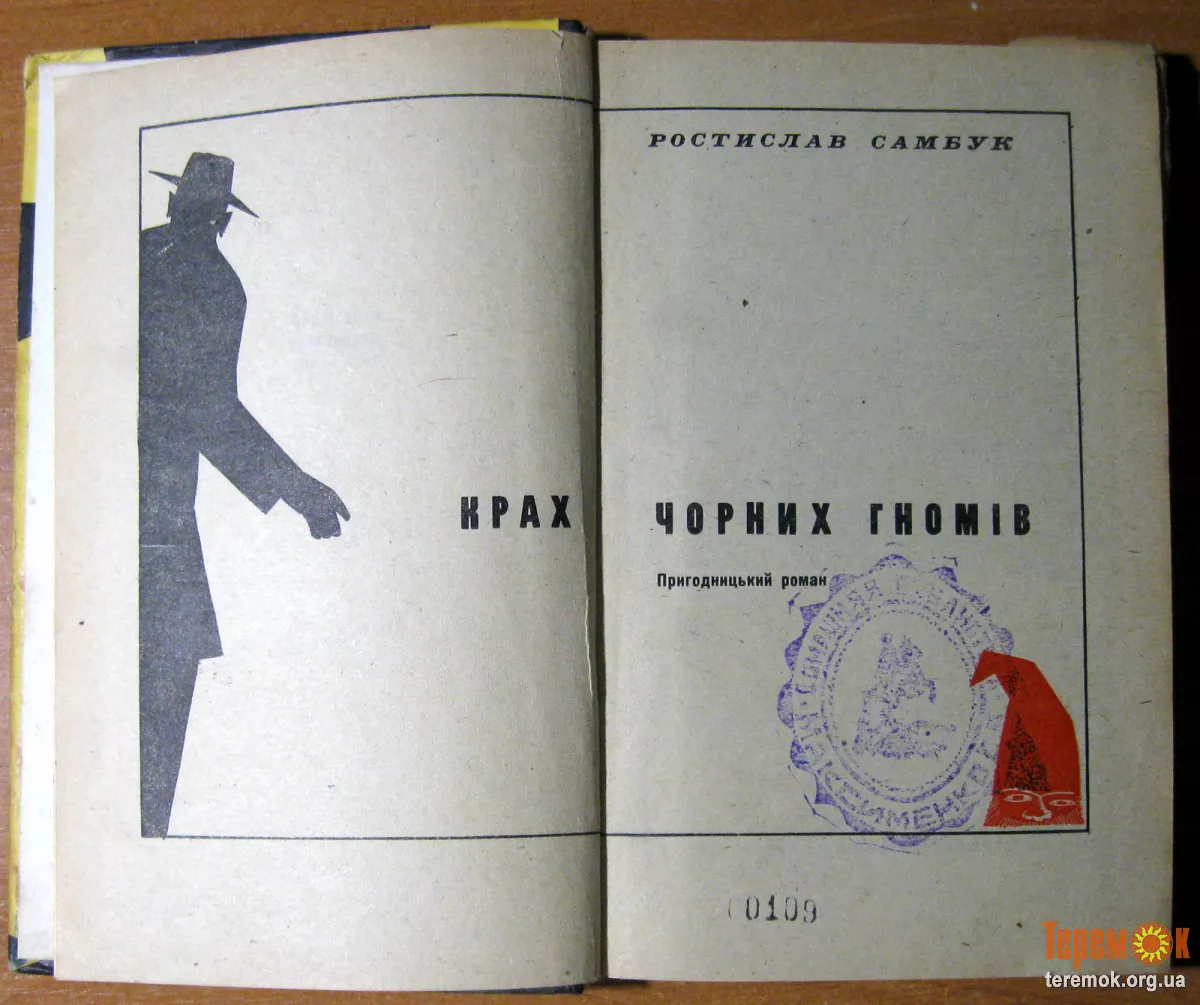 РОСТИСЛАВ САМБУК
КРАХ ЧОРНИХ ГНОМІВ
Пригодницький роман
0109
ТеремОк
teremok.org.ua